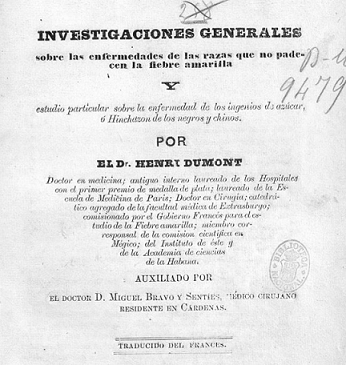 INVESTIGACIONES GENERALES
sobre las enfermedades de las razas que no pade-
cen la fiebre amarilla
Y
estudio particular sobre la enfermedad de los ingenios de azúcar,
ó Hinchazon de los negros y chinos.
POR
EL Dr. HENRI DUMONT
Doctor en medicina; antiguo interno laureado de los Hospitales
con el primer premio de medalla de plata; laureado de la Es-
cuela de Medicina de Paris; Doctor en Cirugia; catedrá-
tico agregado de la facultad médica de Estrasburgo;
comisionado por el Gobierno Francés para el es-
tudio de la Fiebre amarilla; miembro cor-
responsal de la comision científica en
Méjico; del Instituto de éste y
de la Academia de ciencias
de la Habana.
AUXILIADO POR
EL DOCTOR D. MIGUEL BRAVO Y SENTIES, MÉDICO CIRUJANO
RESIDENTE EN CÁRDENAS.
TRADUCIDO DEL FRANCES.
9479